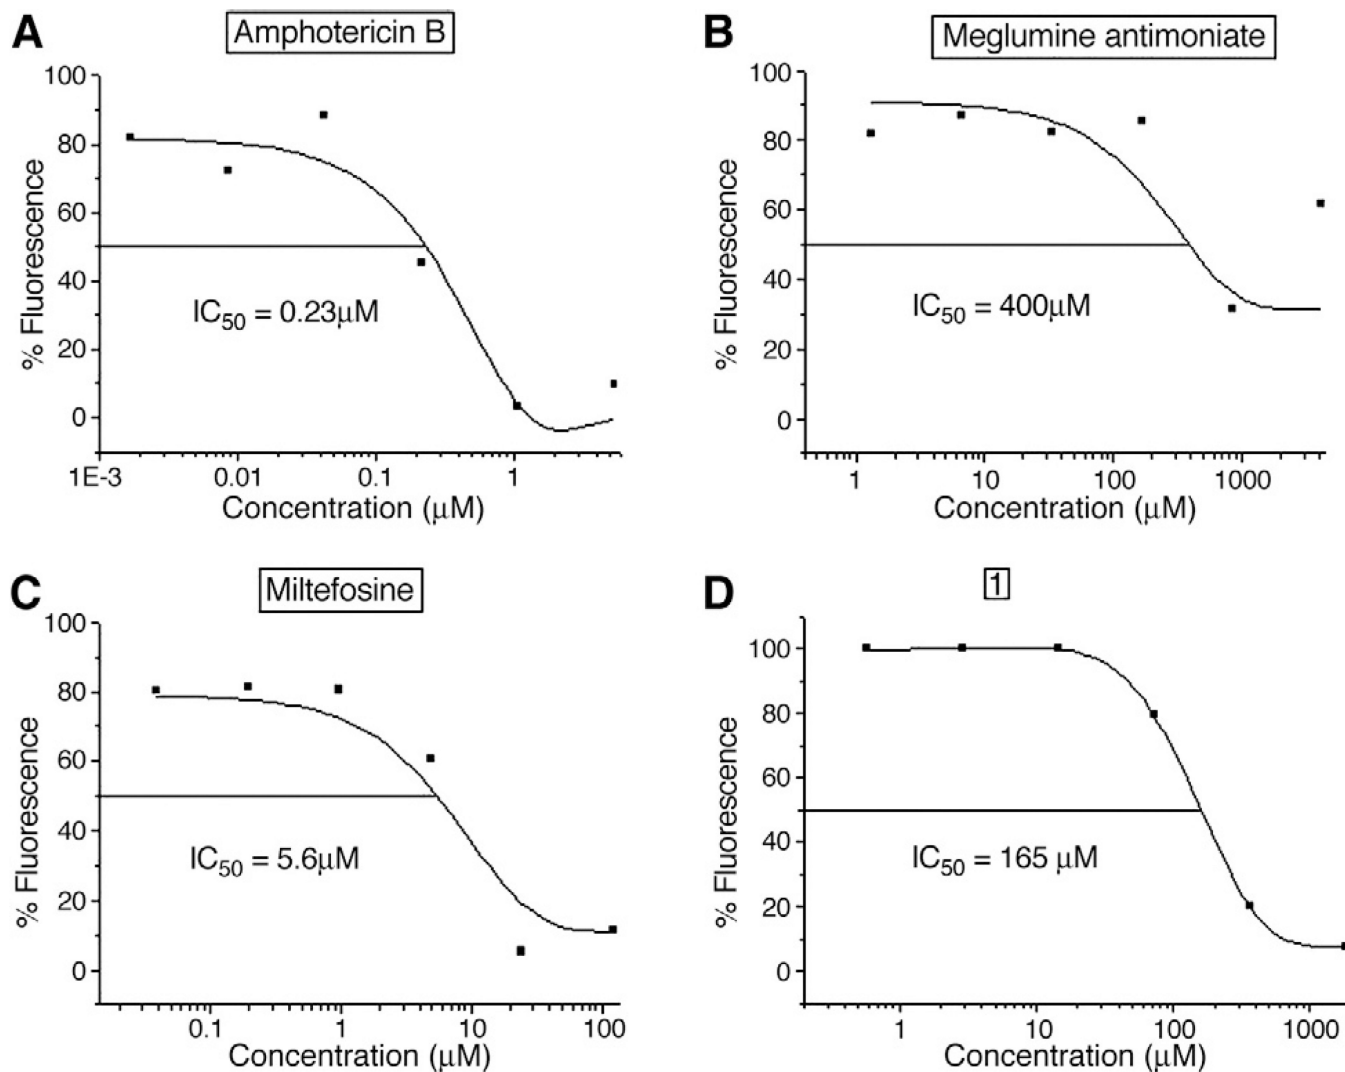 A
Amphotericin B
100
80
60
40
20
0
% Fluorescence
IC50 = 0.23μM
1E-3 0.01 0.1 1
Concentration (μM)
B
Meglumine antimoniate
100
80
60
40
20
0
% Fluorescence
IC50 = 400μM
1 10 100 1000
Concentration (μM)
C
Miltefosine
100
80
60
40
20
0
% Fluorescence
IC50 = 5.6μM
0.1 1 10 100
Concentration (μM)
D
1
100
80
60
40
20
0
% Fluorescence
IC50 = 165 μM
1 10 100 1000
Concentration (μM)